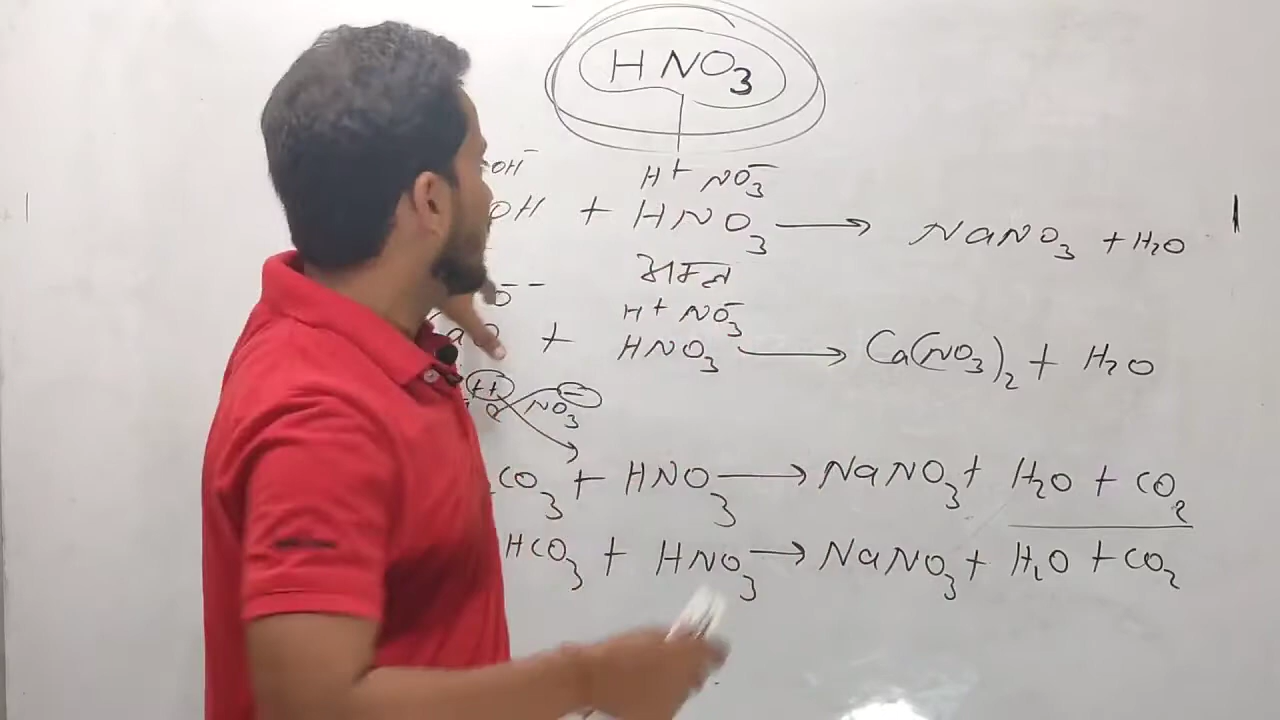 HNO₃
OH⁻ H⁺ NO₃⁻
OH + HNO₃ → NaNO₃ + H₂O
अम्ल
O⁻⁻ H⁺ NO₃⁻
aO + HNO₃ → Ca(NO₃)₂ + H₂O
++ −
NO₃
CO₃ + HNO₃ → NaNO₃ + H₂O + CO₂
HCO₃ + HNO₃ → NaNO₃ + H₂O + CO₂